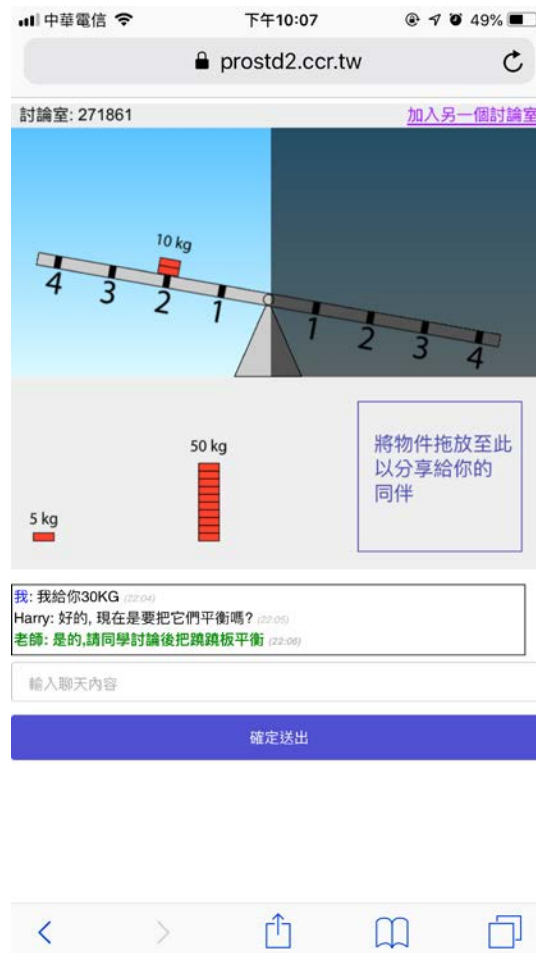 中華電信 下午10:07 49%
prostd2.ccr.tw
討論室: 271861 加入另一個討論室
10 kg
4 3 2 1 1 2 3 4
50 kg
5 kg
將物件拖放至此
以分享給你的
同伴
我: 我給你30KG (22:04)
Harry: 好的, 現在是要把它們平衡嗎? (22:05)
老師: 是的,請同學討論後把蹺蹺板平衡 (22:06)
輸入聊天內容
確定送出